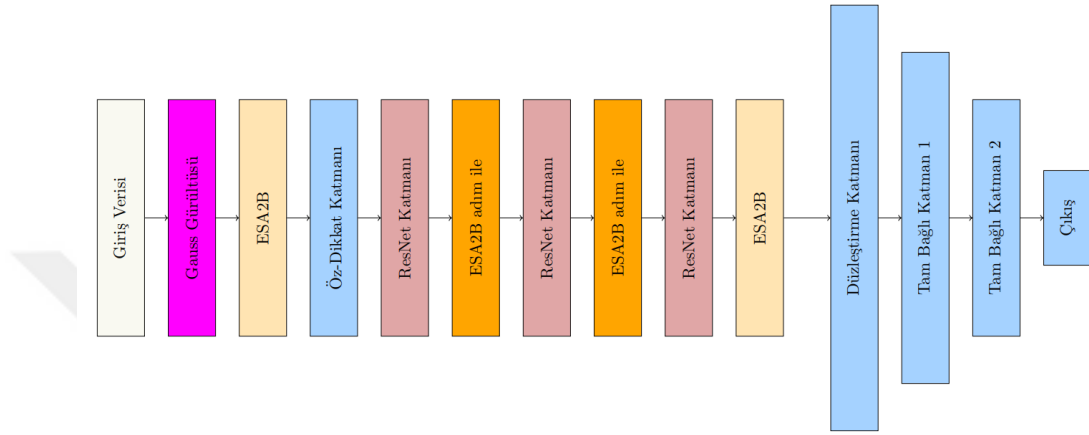 Giriş Verisi
Gauss Gürültüsü
ESA2B
Öz-Dikkat Katmanı
ResNet Katmanı
ESA2B adım ile
ResNet Katmanı
ESA2B adım ile
ResNet Katmanı
ESA2B
Düzleştirme Katmanı
Tam Bağlı Katman 1
Tam Bağlı Katman 2
Çıkış